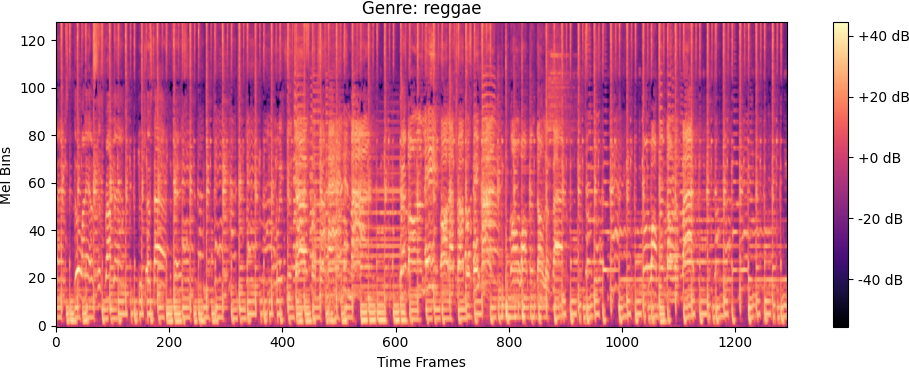 Genre: reggae
120
100
80
60
40
20
0
Mel Bins
0 200 400 600 800 1000 1200
Time Frames
+40 dB
+20 dB
+0 dB
-20 dB
-40 dB